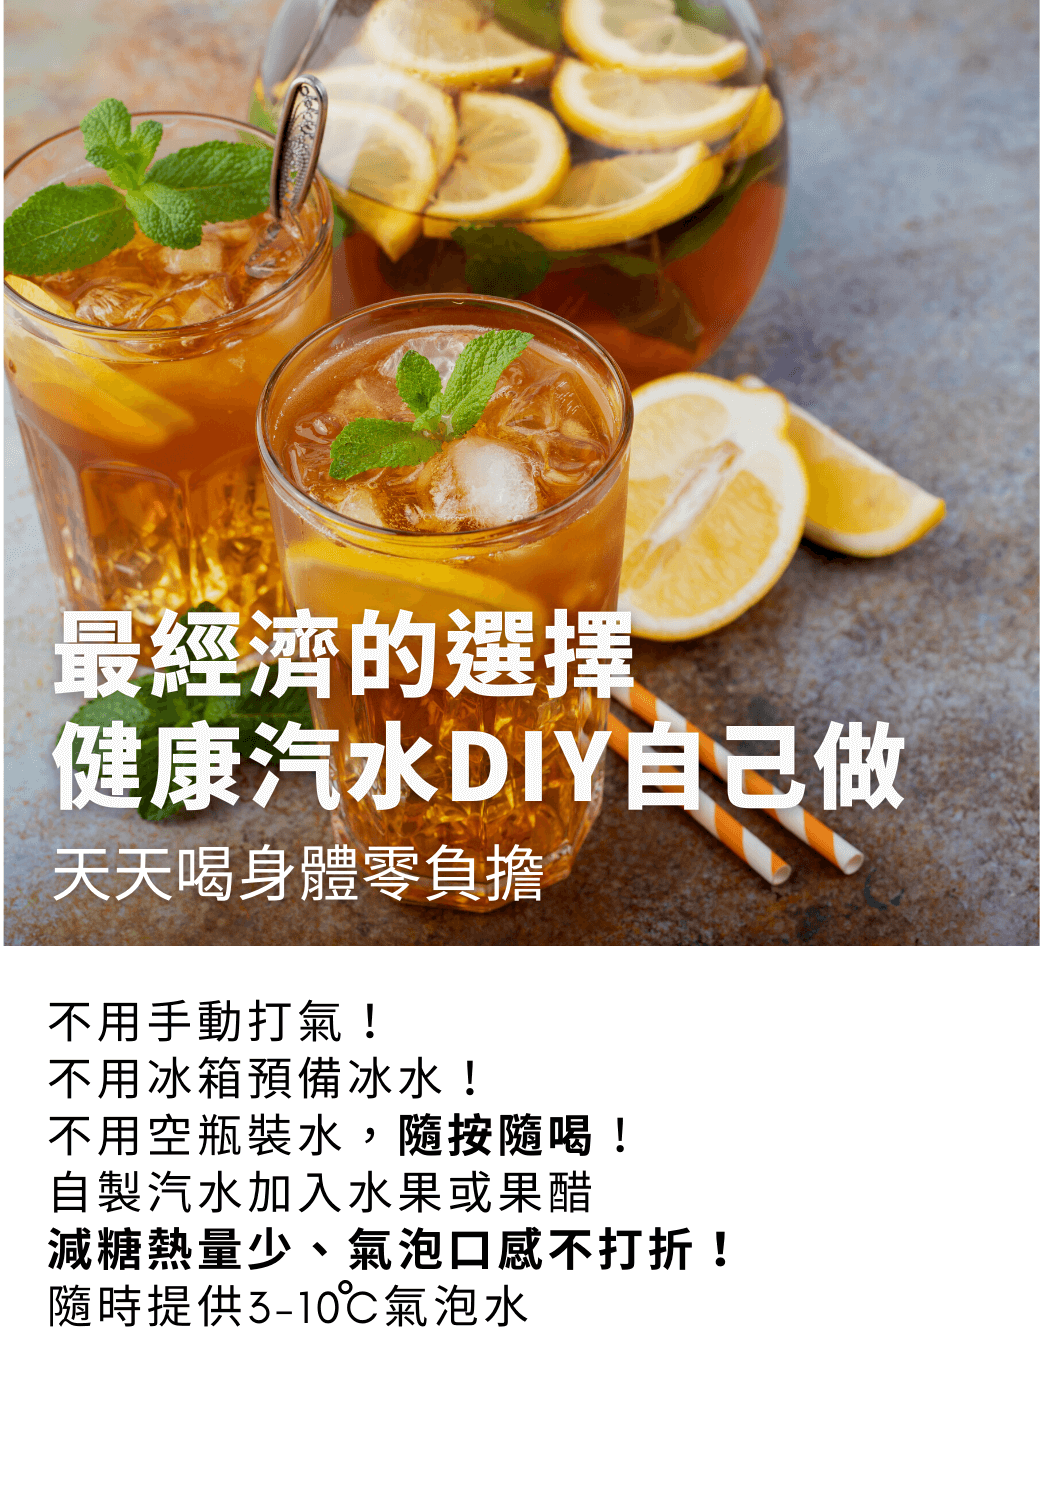 最經濟的選擇
健康汽水DIY自己做
天天喝身體零負擔
不用手動打氣！
不用冰箱預備冰水！
不用空瓶裝水，隨按隨喝！
自製汽水加入水果或果醋
減糖熱量少、氣泡口感不打折！
隨時提供3-10°C氣泡水